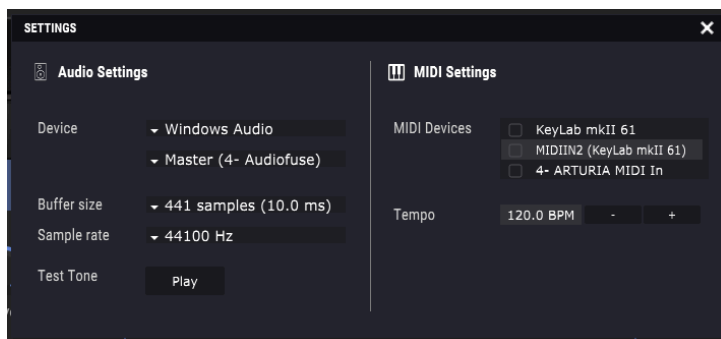 SETTINGS
Audio Settings
Device
Windows Audio
Master (4- Audiofuse)
Buffer size
441 samples (10.0 ms)
Sample rate
44100 Hz
Test Tone
Play
MIDI Settings
MIDI Devices
KeyLab mkII 61
MIDIIN2 (KeyLab mkII 61)
4- ARTURIA MIDI In
Tempo
120.0 BPM - +